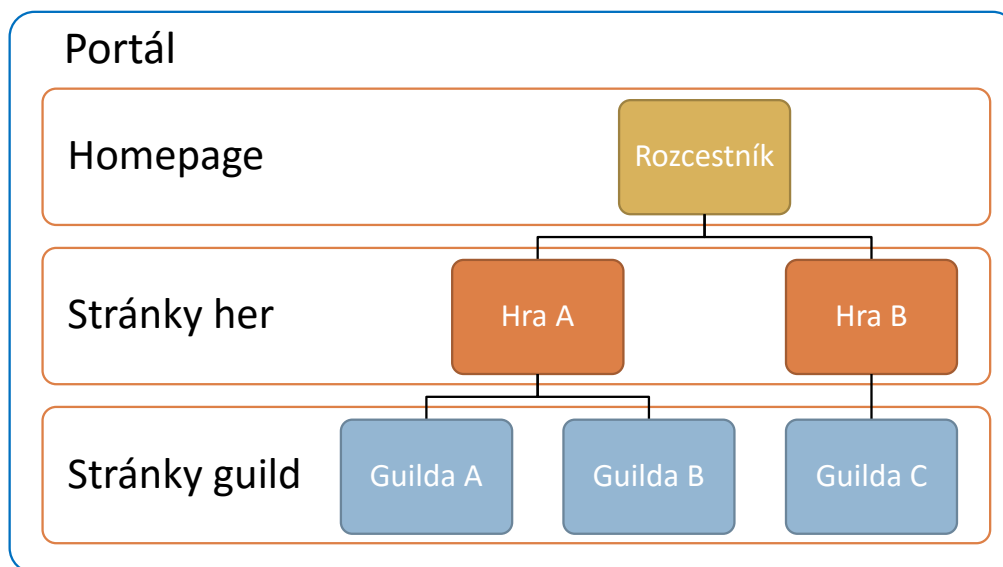 Portál
Homepage
Rozcestník
Stránky her
Hra A
Hra B
Stránky guild
Guilda A
Guilda B
Guilda C